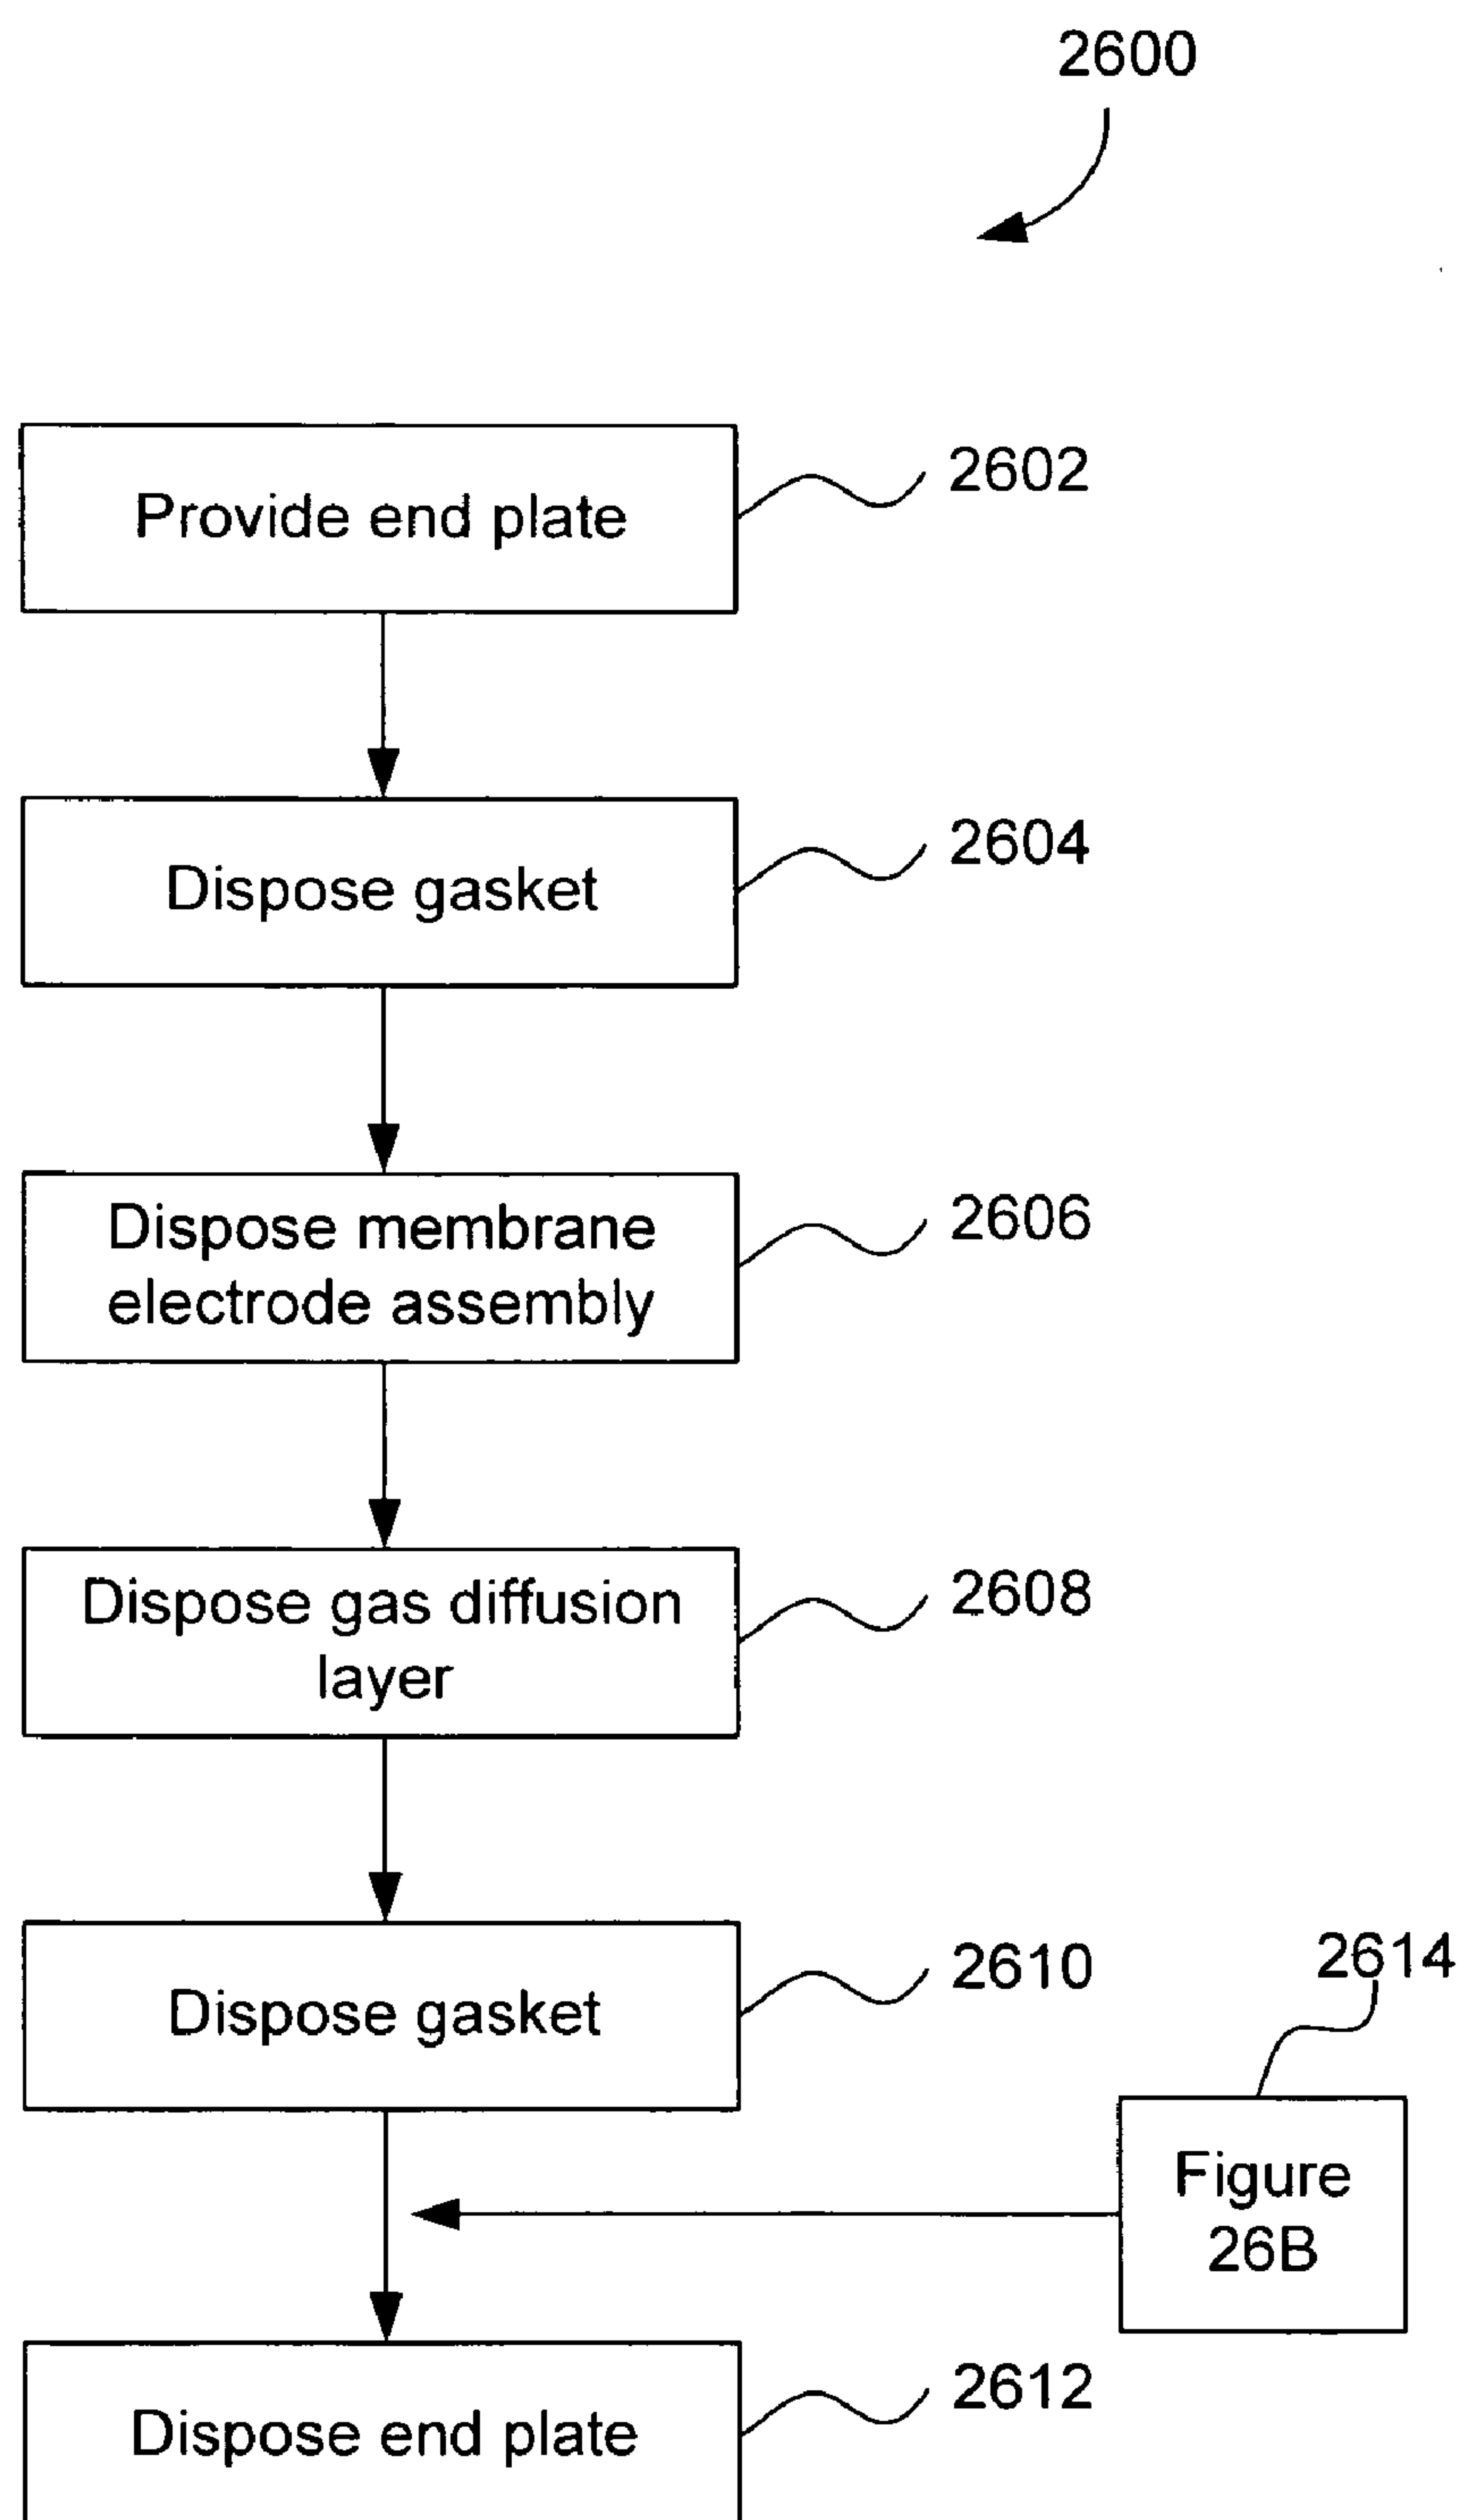 2600
Provide end plate
2602
Dispose gasket
2604
Dispose membrane
electrode assembly
2606
Dispose gas diffusion
layer
2608
Dispose gasket
2610
2614
Figure
26B
Dispose end plate
2612